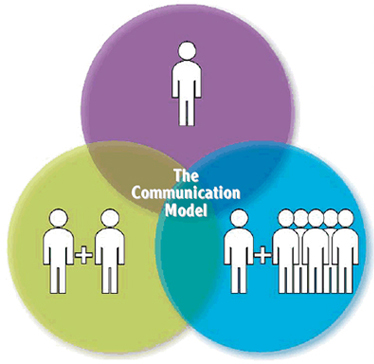 The
Communication
Model
+
+